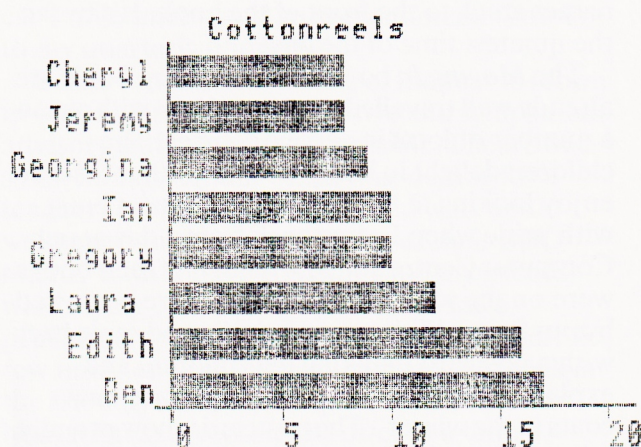 Cottonreels
Cheryl
Jeremy
Georgina
Ian
Gregory
Laura
Edith
Ben
0 5 10 15 20